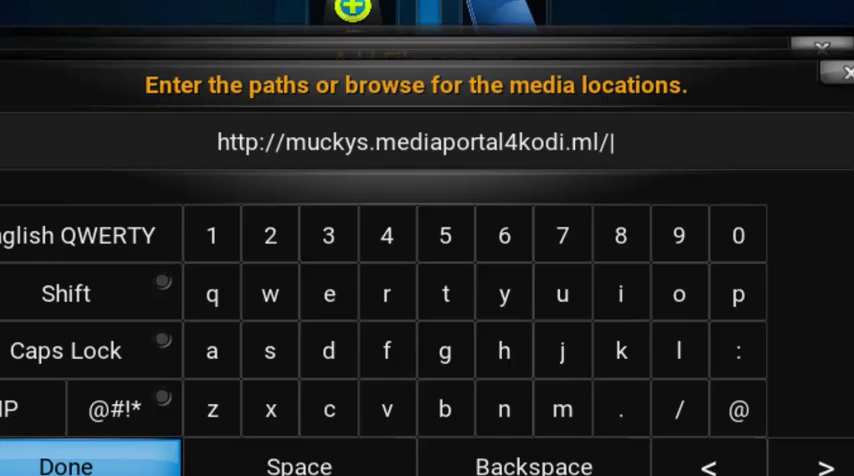 Enter the paths or browse for the media locations.
http://muckys.mediaportal4kodi.ml/
nglish QWERTY 1 2 3 4 5 6 7 8 9 0
Shift q w e r t y u i o p
Caps Lock a s d f g h j k l :
IP @#!* z x c v b n m . / @
Done Space Backspace < >